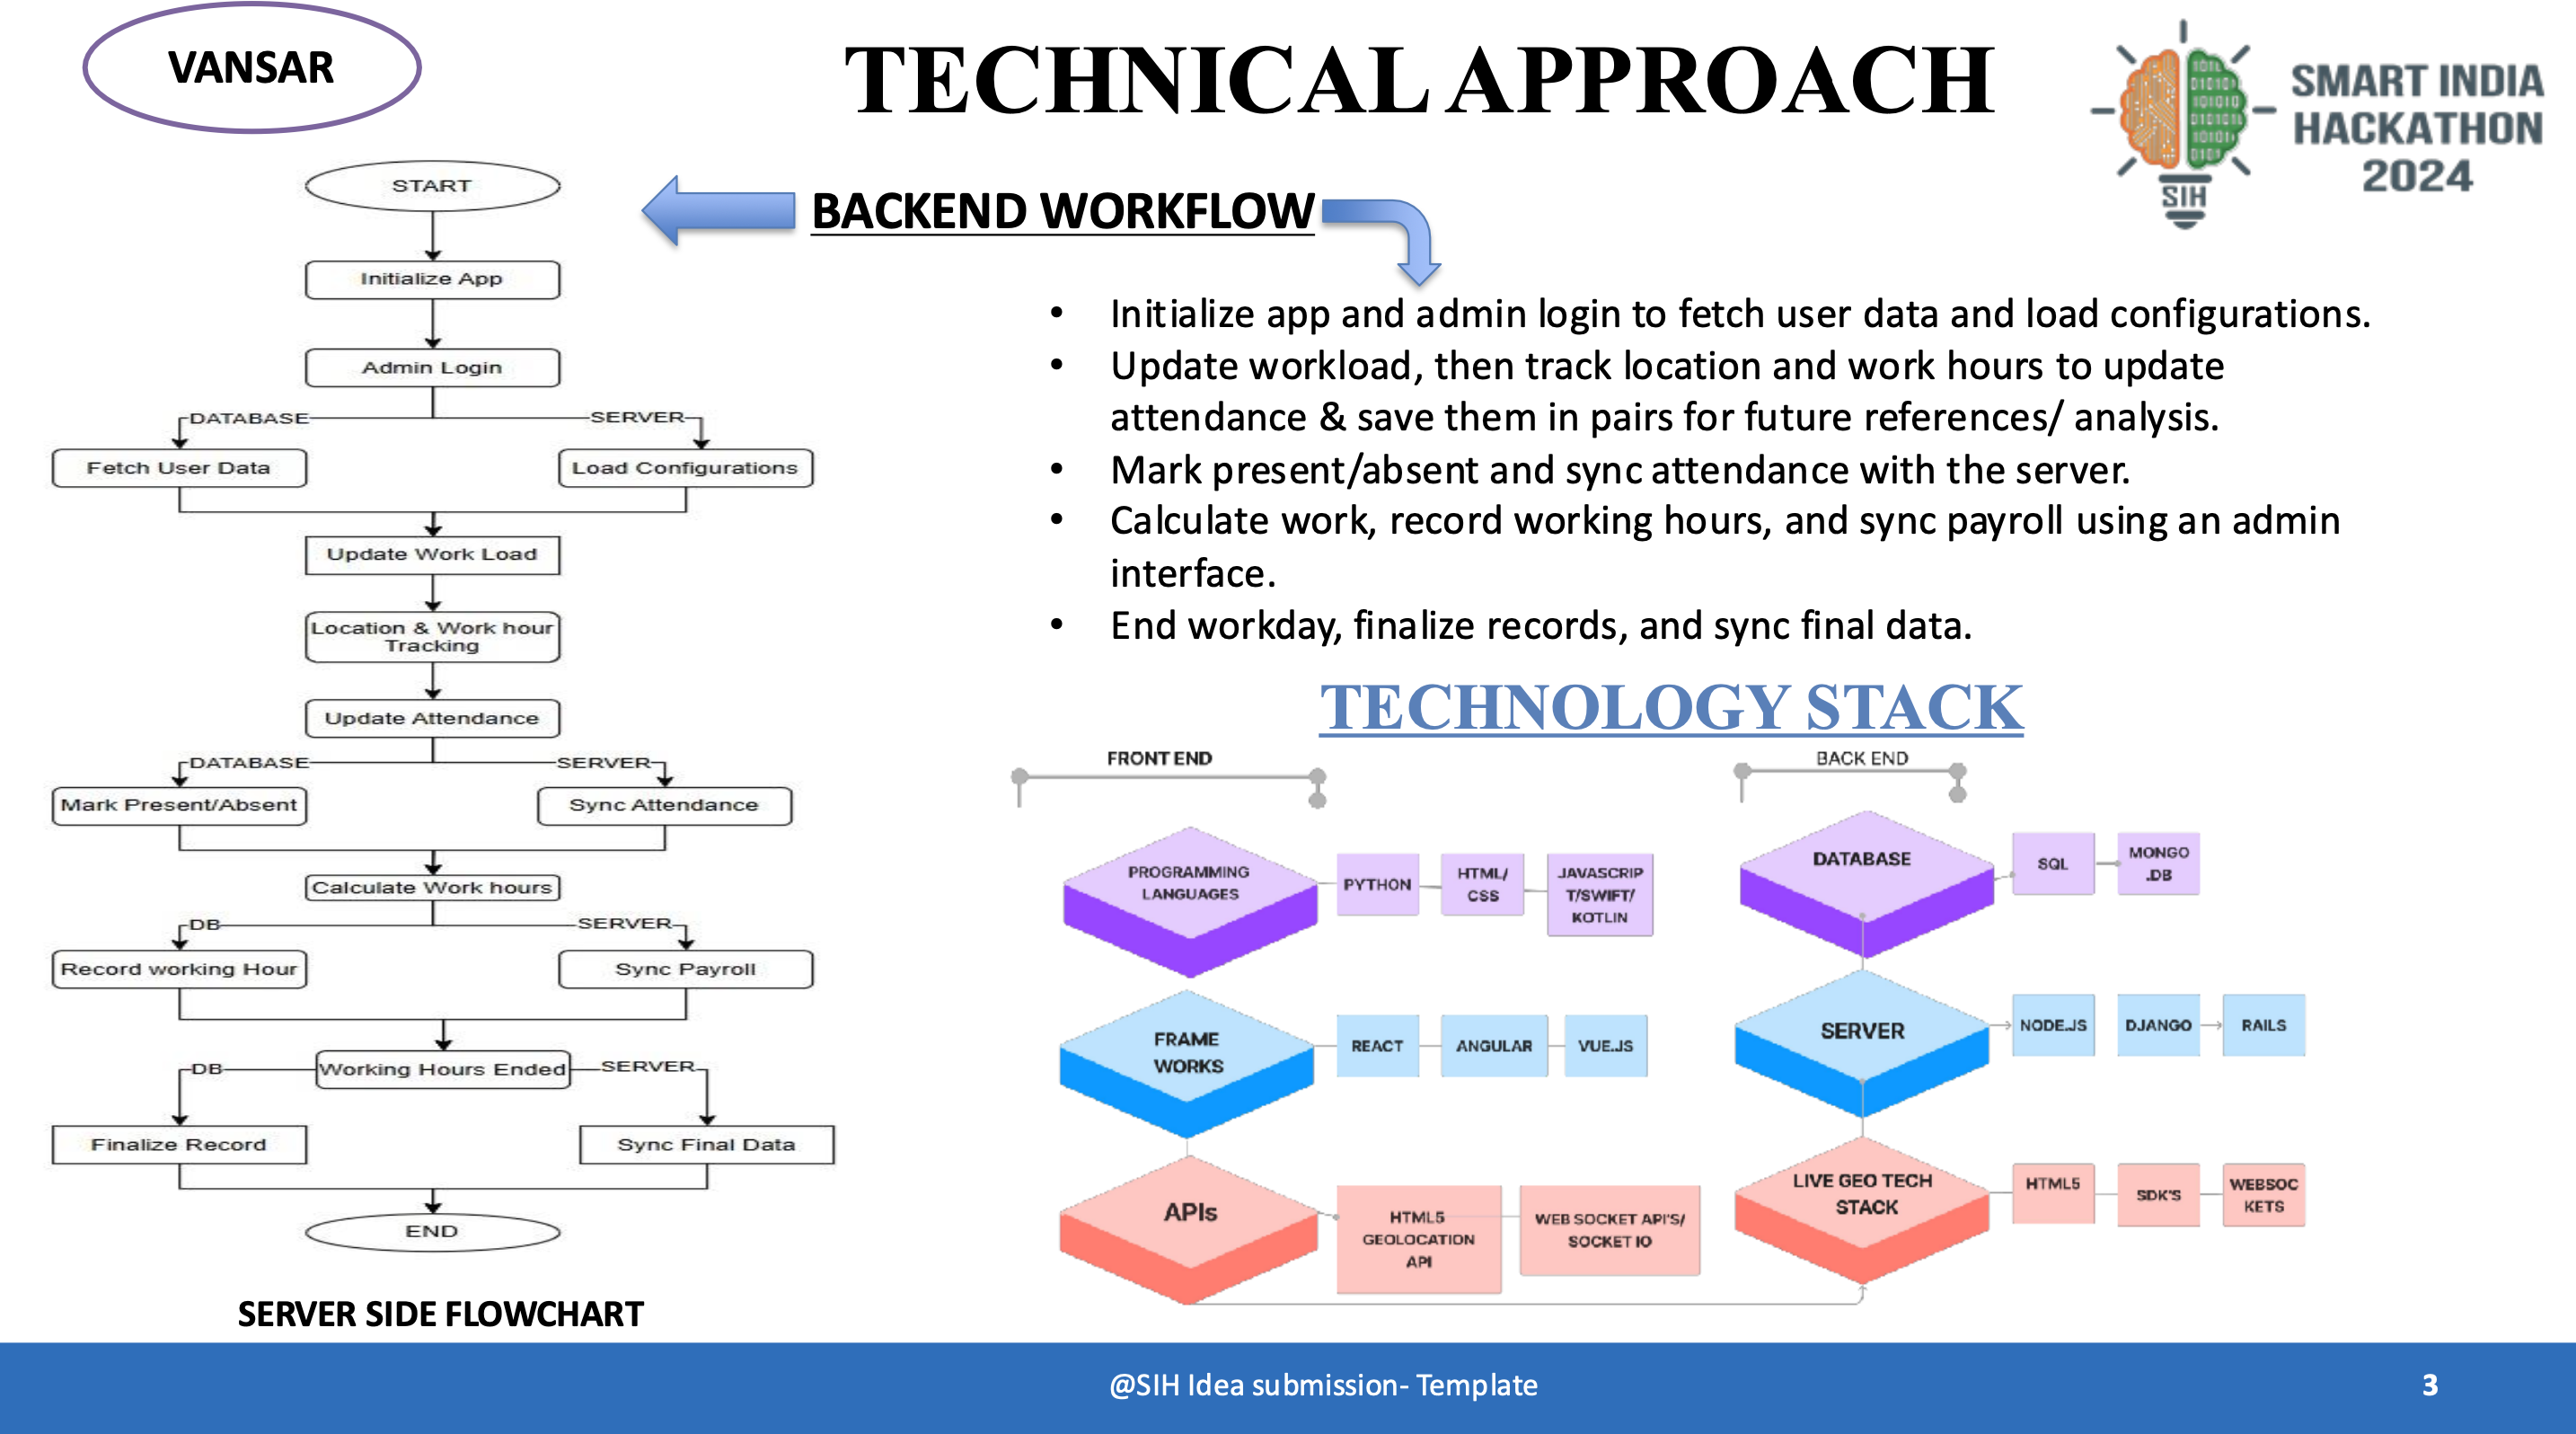 VANSAR
TECHNICAL APPROACH
SMART INDIA
HACKATHON
2024
SIH
START
Initialize App
Admin Login
DATABASE
SERVER
Fetch User Data
Load Configurations
Update Work Load
Location & Work hour
Tracking
Update Attendance
DATABASE
SERVER
Mark Present/Absent
Sync Attendance
Calculate Work hours
DB
SERVER
Record working Hour
Sync Payroll
DB
Working Hours Ended
SERVER
Finalize Record
Sync Final Data
END
SERVER SIDE FLOWCHART
BACKEND WORKFLOW
• Initialize app and admin login to fetch user data and load configurations.
• Update workload, then track location and work hours to update
attendance & save them in pairs for future references/ analysis.
• Mark present/absent and sync attendance with the server.
• Calculate work, record working hours, and sync payroll using an admin
interface.
• End workday, finalize records, and sync final data.
TECHNOLOGY STACK
FRONT END
PROGRAMMING
LANGUAGES
PYTHON
HTML/
CSS
JAVASCRIP
T/SWIFT/
KOTLIN
FRAME
WORKS
REACT
ANGULAR
VUE.JS
APIs
HTML5
GEOLOCATION
API
WEB SOCKET API'S/
SOCKET IO
BACK END
DATABASE
SQL
MONGO
.DB
SERVER
NODE.JS
DJANGO
RAILS
LIVE GEO TECH
STACK
HTML5
SDK'S
WEBSOC
KETS
@SIH Idea submission- Template
3